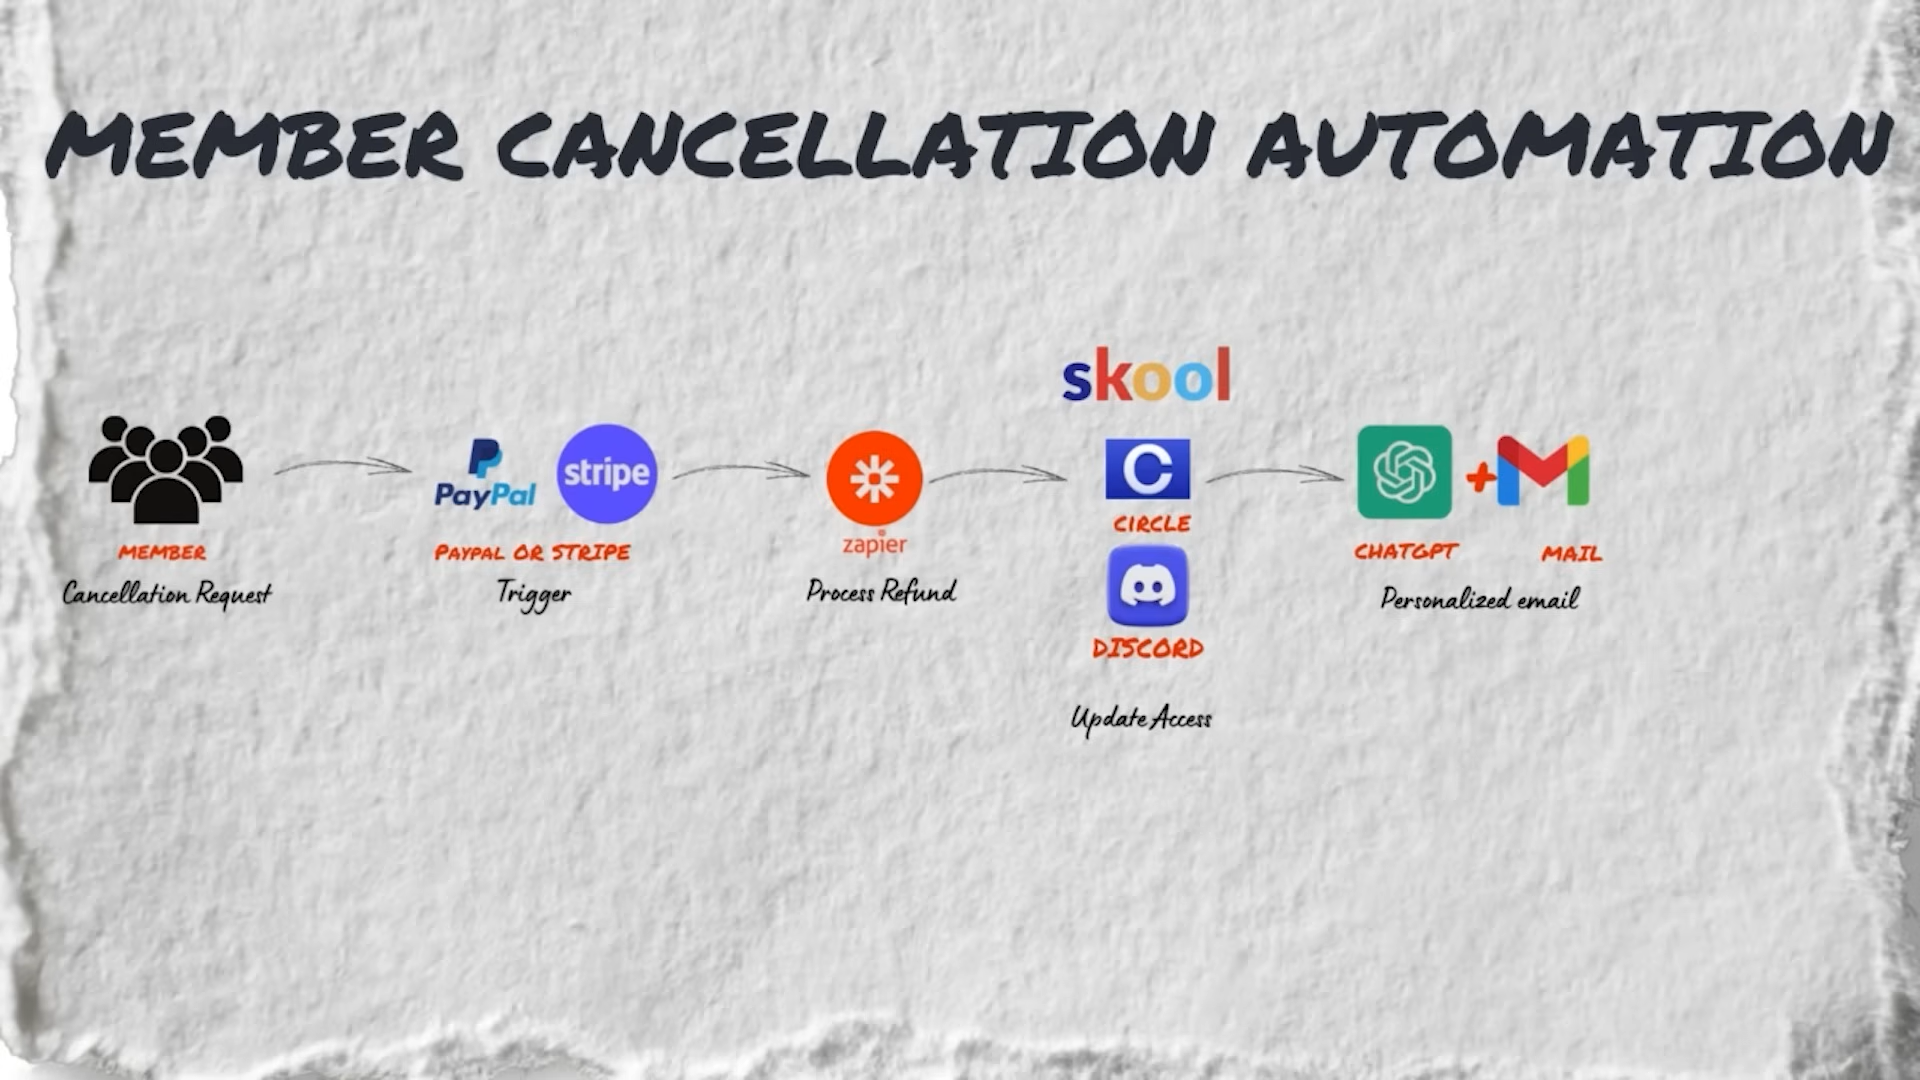 MEMBER CANCELLATION AUTOMATION
MEMBER
Cancellation Request
PayPal
stripe
PAYPAL OR STRIPE
Trigger
zapier
Process Refund
skool
CIRCLE
DISCORD
Update Access
CHATGPT
+
MAIL
Personalized email